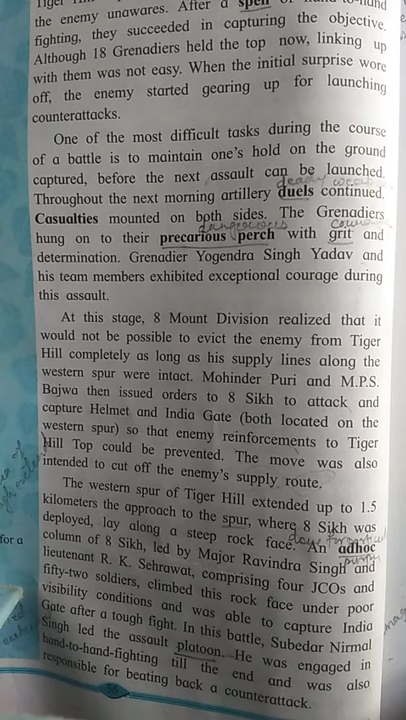 the enemy unawares. After a spell of hand-to-hand
fighting, they succeeded in capturing the objective.
Although 18 Grenadiers held the top now, linking up
with them was not easy. When the initial surprise wore
off, the enemy started gearing up for launching
counterattacks.
One of the most difficult tasks during the course
of a battle is to maintain one's hold on the ground
captured, before the next assault can be launched.
Throughout the next morning artillery duels continued.
Casualties mounted on both sides. The Grenadiers
dangerous
hung on to their precarious perch with grit and
determination. Grenadier Yogendra Singh Yadav and
his team members exhibited exceptional courage during
this assault.
At this stage, 8 Mount Division realized that it
would not be possible to evict the enemy from Tiger
Hill completely as long as his supply lines along the
western spur were intact. Mohinder Puri and M.P.S.
Bajwa then issued orders to 8 Sikh to attack and
capture Helmet and India Gate (both located on the
western spur) so that enemy reinforcements to Tiger
Hill Top could be prevented. The move was also
intended to cut off the enemy's supply route.
The western spur of Tiger Hill extended up to 1.5
kilometers the approach to the spur, where 8 Sikh was
deployed, lay along a steep rock face. An adhoc
column of 8 Sikh, led by Major Ravindra Singh and
lieutenant R. K. Sehrawat, comprising four JCOs and
fifty-two soldiers, climbed this rock face under poor
visibility conditions and was able to capture India
Gate after a tough fight. In this battle, Subedar Nirmal
Singh led the assault platoon. He was engaged in
hand-to-hand-fighting till the end and was also
responsible for beating back a counterattack.
for a